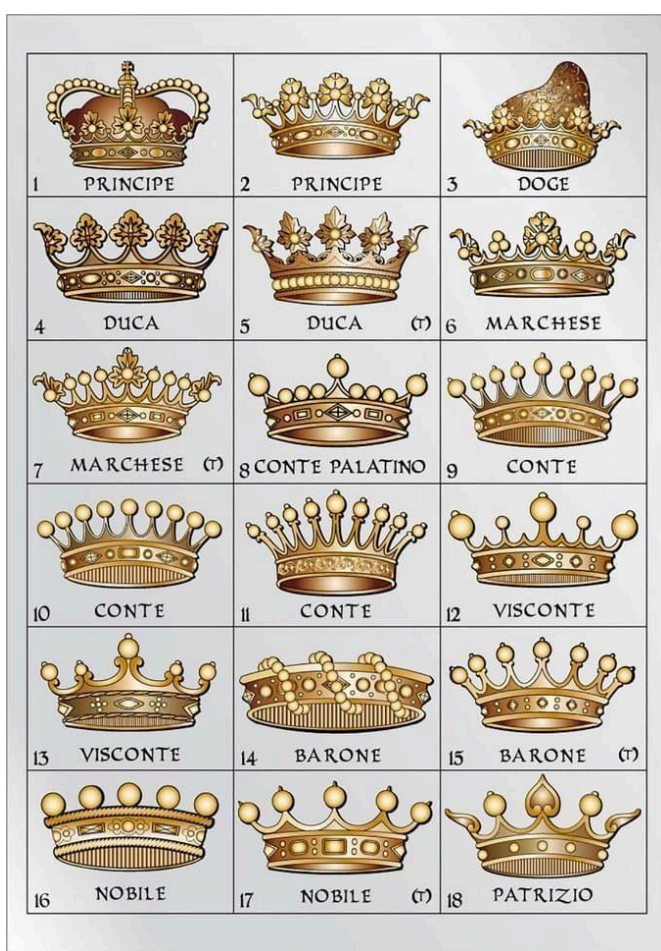 1 PRINCIPE
2 PRINCIPE
3 DOGE
4 DUCA
5 DUCA (T)
6 MARCHESE
7 MARCHESE (T)
8 CONTE PALATINO
9 CONTE
10 CONTE
11 CONTE
12 VISCONTE
13 VISCONTE
14 BARONE
15 BARONE (T)
16 NOBILE
17 NOBILE (T)
18 PATRIZIO